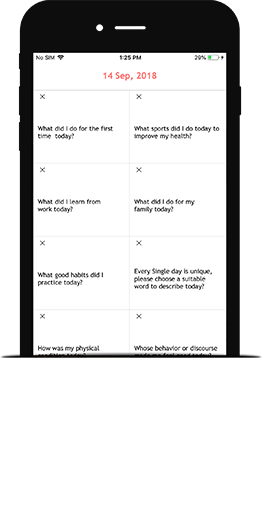 No SIM 1:25 PM 29%
14 Sep, 2018
What did I do for the first
time today?
What sports did I do today to
improve my health?
What did I learn from
work today?
What did I do for my
family today?
What good habits did I
practice today?
Every Single day is unique,
please choose a suitable
word to describe today?
How was my physical
condition today?
Whose behavior or discourse
made me feel good today?